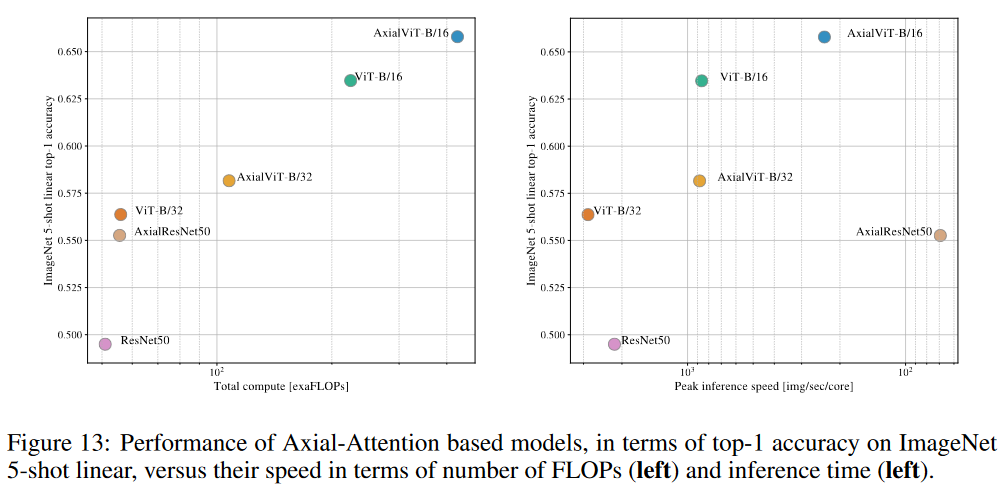 ImageNet 5-shot linear top-1 accuracy
0.650
0.625
0.600
0.575
0.550
0.525
0.500
AxialViT-B/16
ViT-B/16
AxialViT-B/32
ViT-B/32
AxialResNet50
ResNet50
10²
Total compute [exaFLOPs]
ImageNet 5-shot linear top-1 accuracy
0.650
0.625
0.600
0.575
0.550
0.525
0.500
AxialViT-B/16
ViT-B/16
AxialViT-B/32
ViT-B/32
AxialResNet50
ResNet50
10³
10²
Peak inference speed [img/sec/core]
Figure 13: Performance of Axial-Attention based models, in terms of top-1 accuracy on ImageNet
5-shot linear, versus their speed in terms of number of FLOPs (left) and inference time (left).